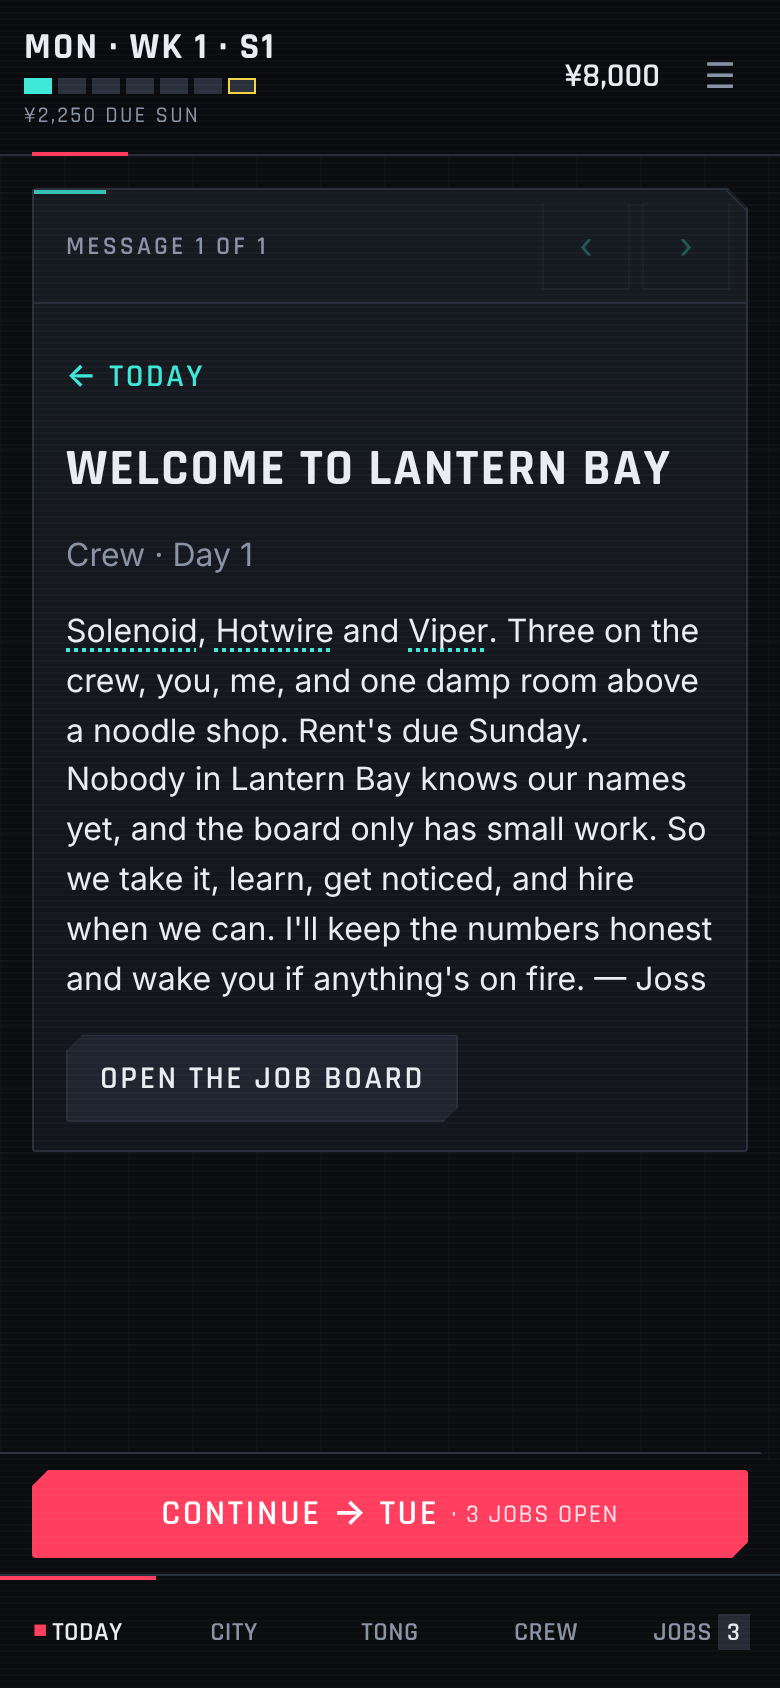 MON · WK 1 · S1
¥2,250 DUE SUN
¥8,000
MESSAGE 1 OF 1
← TODAY
WELCOME TO LANTERN BAY
Crew · Day 1
Solenoid, Hotwire and Viper. Three on the
crew, you, me, and one damp room above
a noodle shop. Rent's due Sunday.
Nobody in Lantern Bay knows our names
yet, and the board only has small work. So
we take it, learn, get noticed, and hire
when we can. I'll keep the numbers honest
and wake you if anything's on fire. — Joss
OPEN THE JOB BOARD
CONTINUE → TUE · 3 JOBS OPEN
TODAY CITY TONG CREW JOBS 3